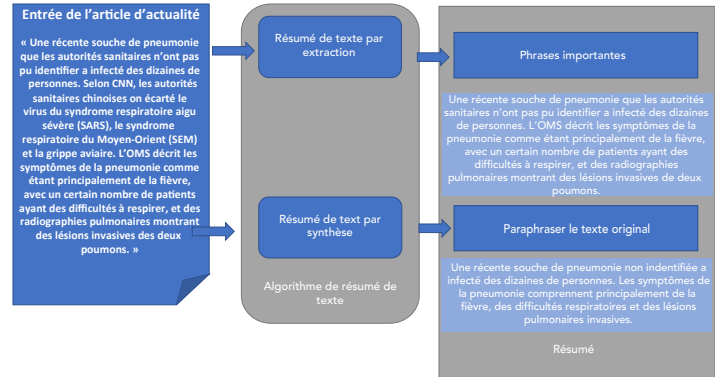 Entrée de l'article d'actualité
« Une récente souche de pneumonie
que les autorités sanitaires n'ont pas
pu identifier a infecté des dizaines de
personnes. Selon CNN, les autorités
sanitaires chinoises on écarté le
virus du syndrome respiratoire aigu
sévère (SARS), le syndrome
respiratoire du Moyen-Orient (SEM)
et la grippe aviaire. L'OMS décrit les
symptômes de la pneumonie comme
étant principalement de la fièvre,
avec un certain nombre de patients
ayant des difficultés à respirer, et des
radiographies pulmonaires montrant
des lésions invasives des deux
poumons. »
Résumé de texte par
extraction
Résumé de text par
synthèse
Algorithme de résumé de
texte
Phrases importantes
Une récente souche de pneumonie que les autorités
sanitaires n'ont pas pu identifier a infecté des dizaines
de personnes. L'OMS décrit les symptômes de la
pneumonie comme étant principalement de la fièvre,
avec un certain nombre de patients ayant des
difficultés à respirer, et des radiographies
pulmonaires montrant des lésions invasives de deux
poumons.
Paraphraser le texte original
Une récente souche de pneumonie non indentifiée a
infecté des dizaines de personnes. Les symptômes de
la pneumonie comprennent principalement de la
fièvre, des difficultés respiratoires et des lésions
pulmonaires invasives.
Résumé